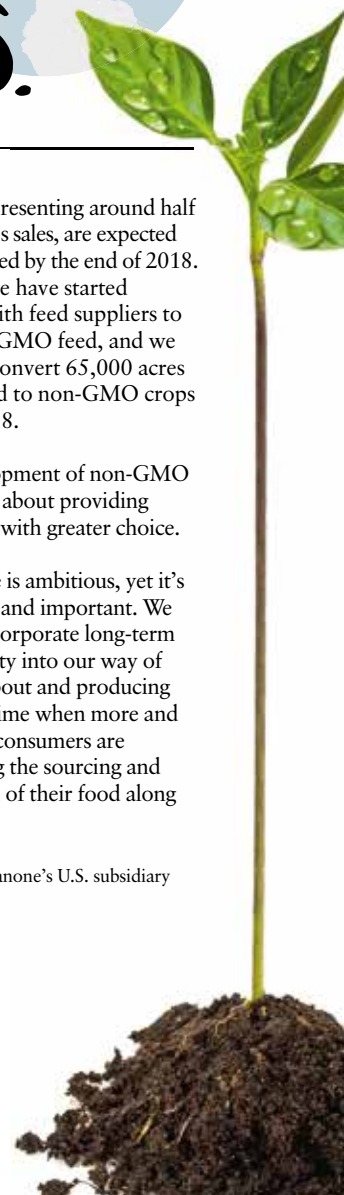 S.
resenting around half
s sales, are expected
ed by the end of 2018.
e have started
ith feed suppliers to
GMO feed, and we
onvert 65,000 acres
d to non-GMO crops
8.
opment of non-GMO
about providing
with greater choice.
e is ambitious, yet it's
and important. We
orporate long-term
ty into our way of
bout and producing
ime when more and
consumers are
g the sourcing and
of their food along
anone's U.S. subsidiary